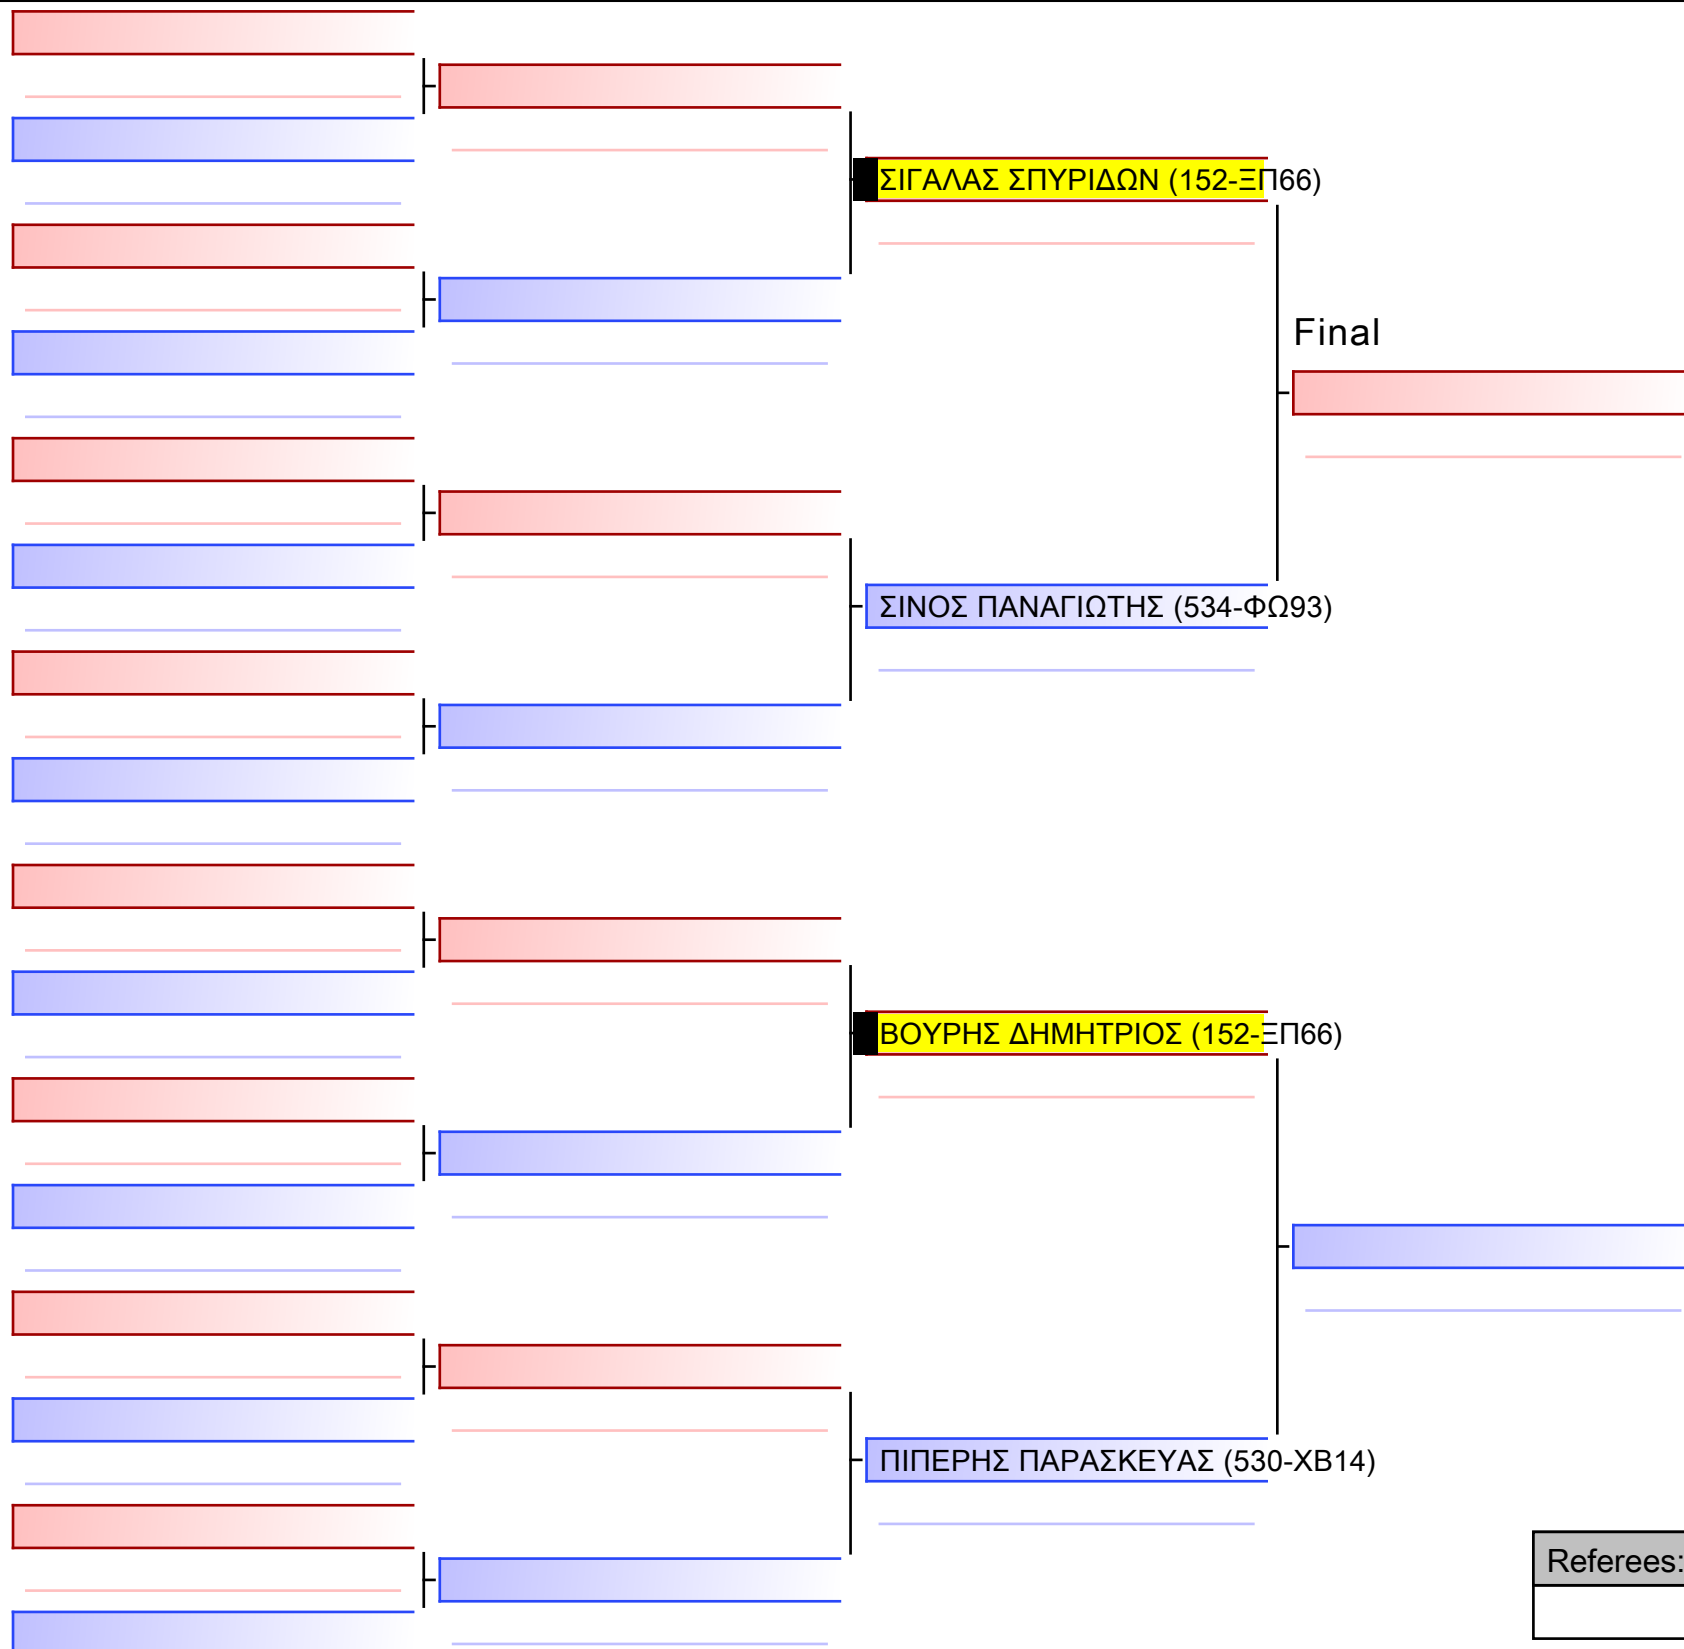 ΣΙΓΑΛΑΣ ΣΠΥΡΙΔΩΝ (152-ΞΠ66)
Final
ΣΙΝΟΣ ΠΑΝΑΓΙΩΤΗΣ (534-ΦΩ93)
ΒΟΥΡΗΣ ΔΗΜΗΤΡΙΟΣ (152-ΞΠ66)
ΠΙΠΕΡΗΣ ΠΑΡΑΣΚΕΥΑΣ (530-ΧΒ14)
Referees: